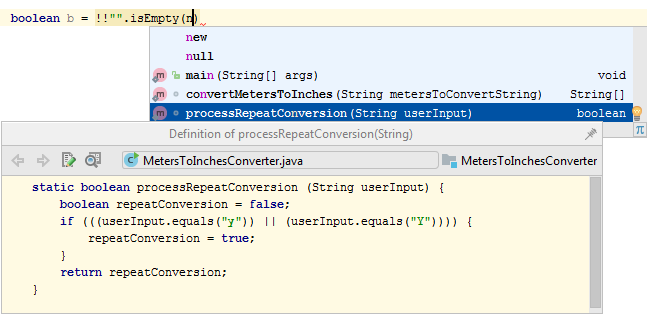 boolean b = !!"".isEmpty(n)
new
null
m main(String[] args) void
m convertMetersToInches(String metersToConvertString) String[]
m processRepeatConversion(String userInput) boolean
π
Definition of processRepeatConversion(String)
C MetersToInchesConverter.java MetersToInchesConverter
static boolean processRepeatConversion (String userInput) {
boolean repeatConversion = false;
if (((userInput.equals("y")) || (userInput.equals("Y")))) {
repeatConversion = true;
}
return repeatConversion;
}